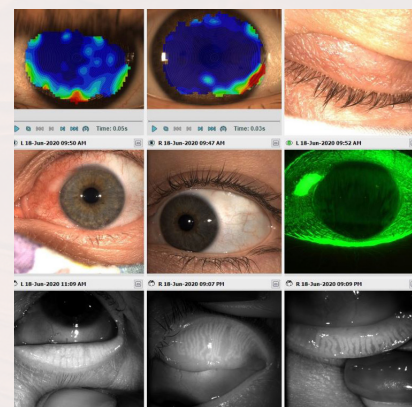 Time: 0.05s
Time: 0.03s
L 18-Jun-2020 09:50 AM
R 18-Jun-2020 09:47 AM
L 18-Jun-2020 09:52 AM
L 18-Jun-2020 11:09 AM
R 18-Jun-2020 09:07 PM
R 18-Jun-2020 09:09 PM